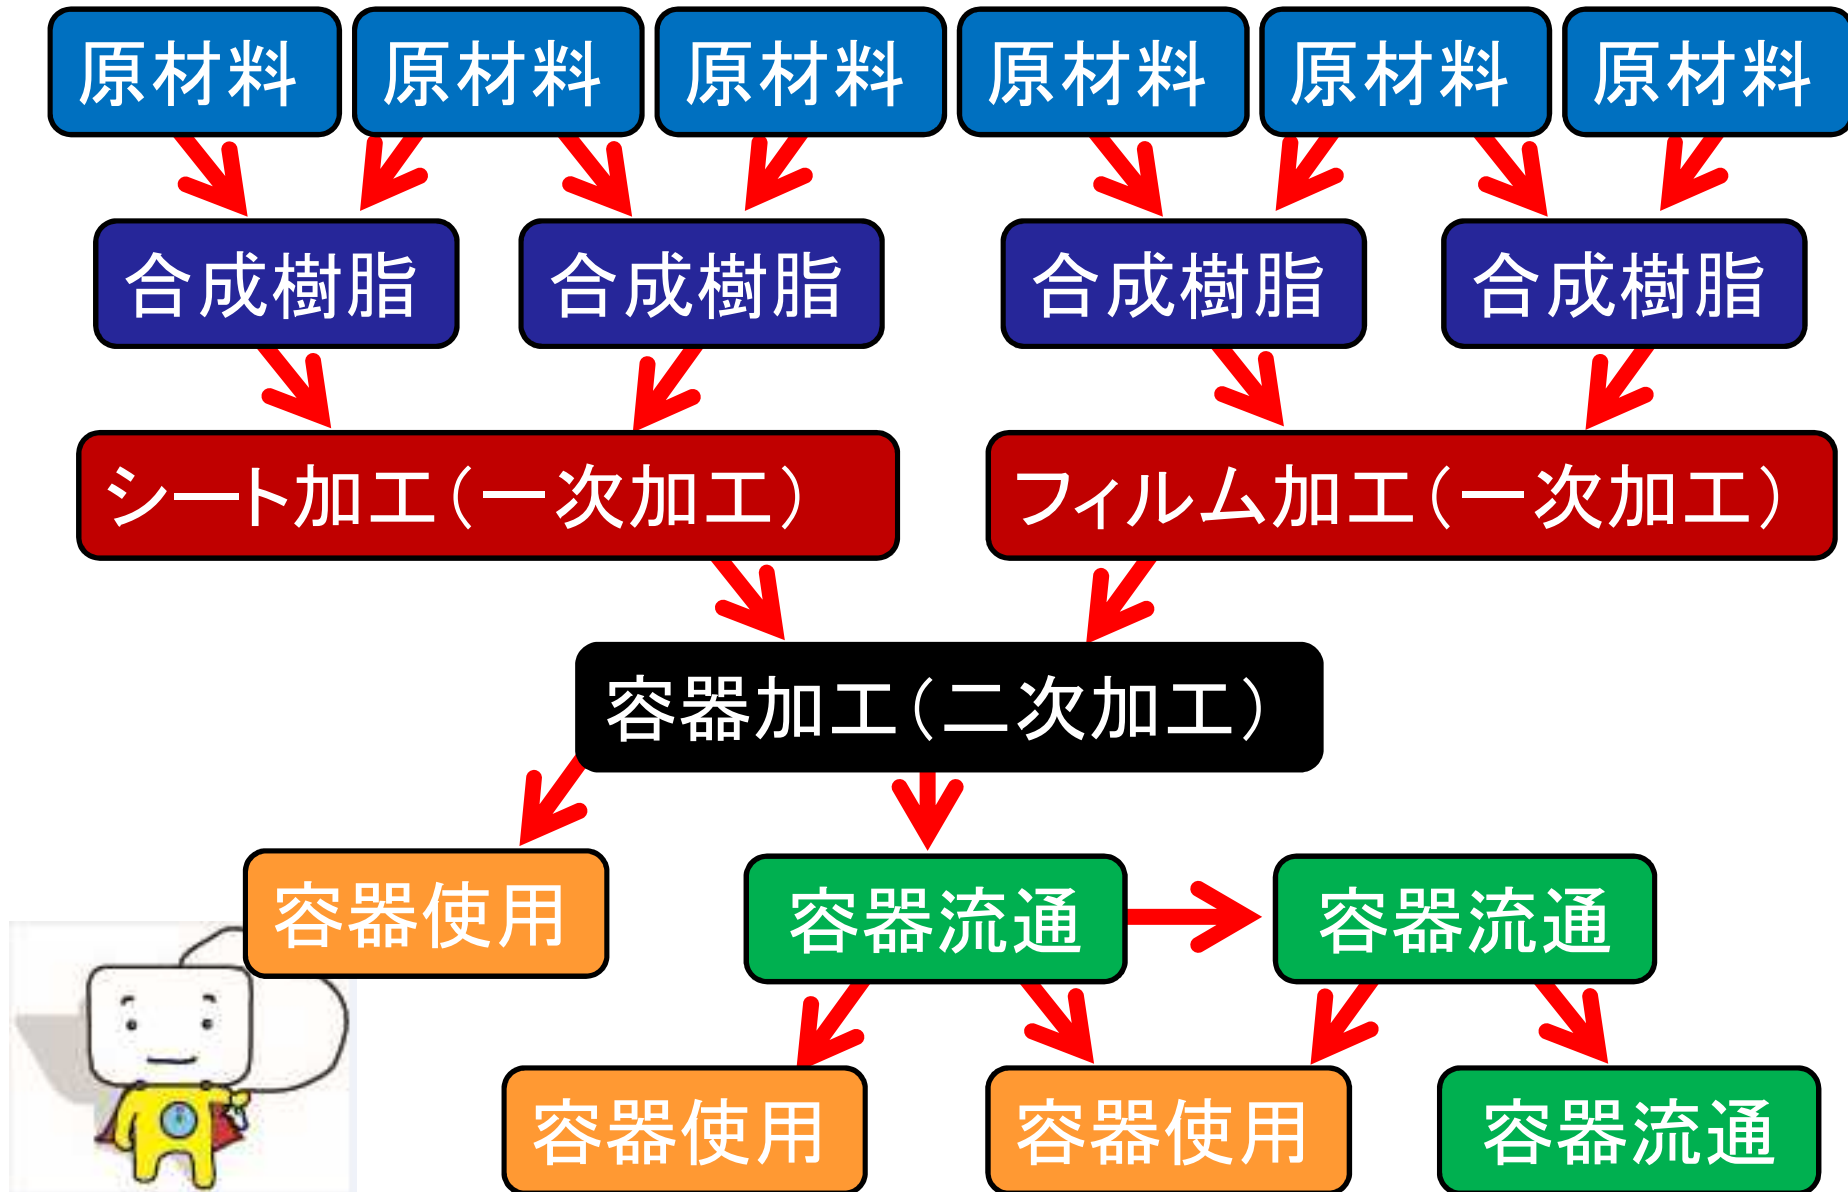 原材料
原材料
原材料
原材料
原材料
原材料
合成樹脂
合成樹脂
合成樹脂
合成樹脂
シート加工（一次加工）
フィルム加工（一次加工）
容器加工（二次加工）
容器使用
容器流通
容器流通
容器使用
容器使用
容器流通